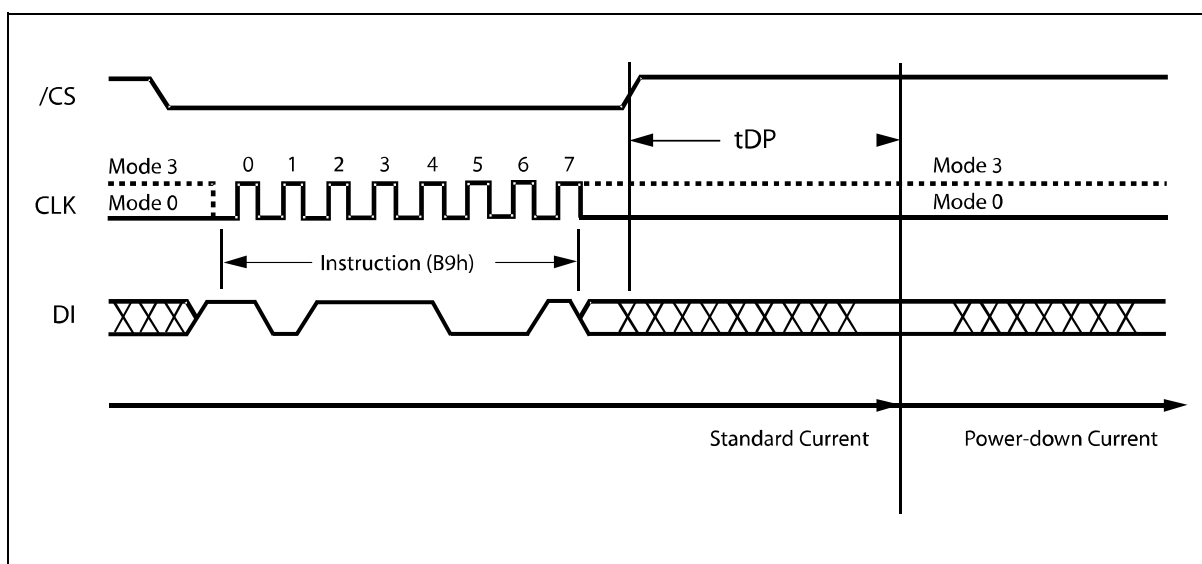 /CS
tDP
Mode 3 0 1 2 3 4 5 6 7 Mode 3
CLK Mode 0 Mode 0
Instruction (B9h)
DI
Standard Current Power-down Current